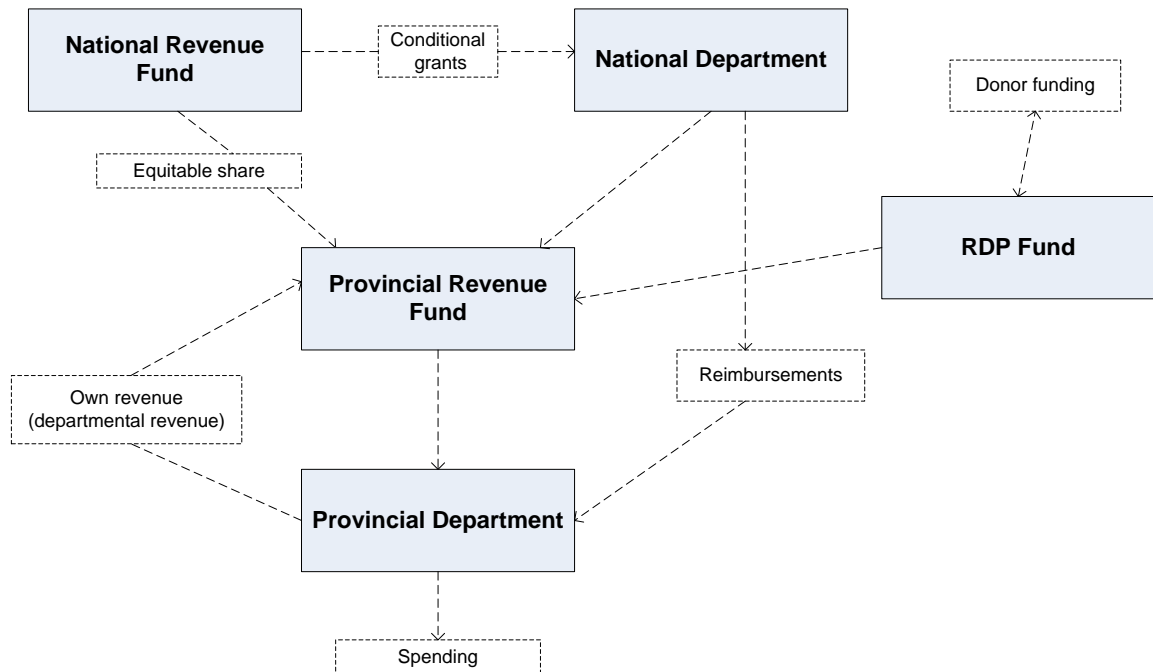 National Revenue
Fund
Conditional
grants
National Department
Donor funding
Equitable share
RDP Fund
Provincial Revenue
Fund
Reimbursements
Own revenue
(departmental revenue)
Provincial Department
Spending